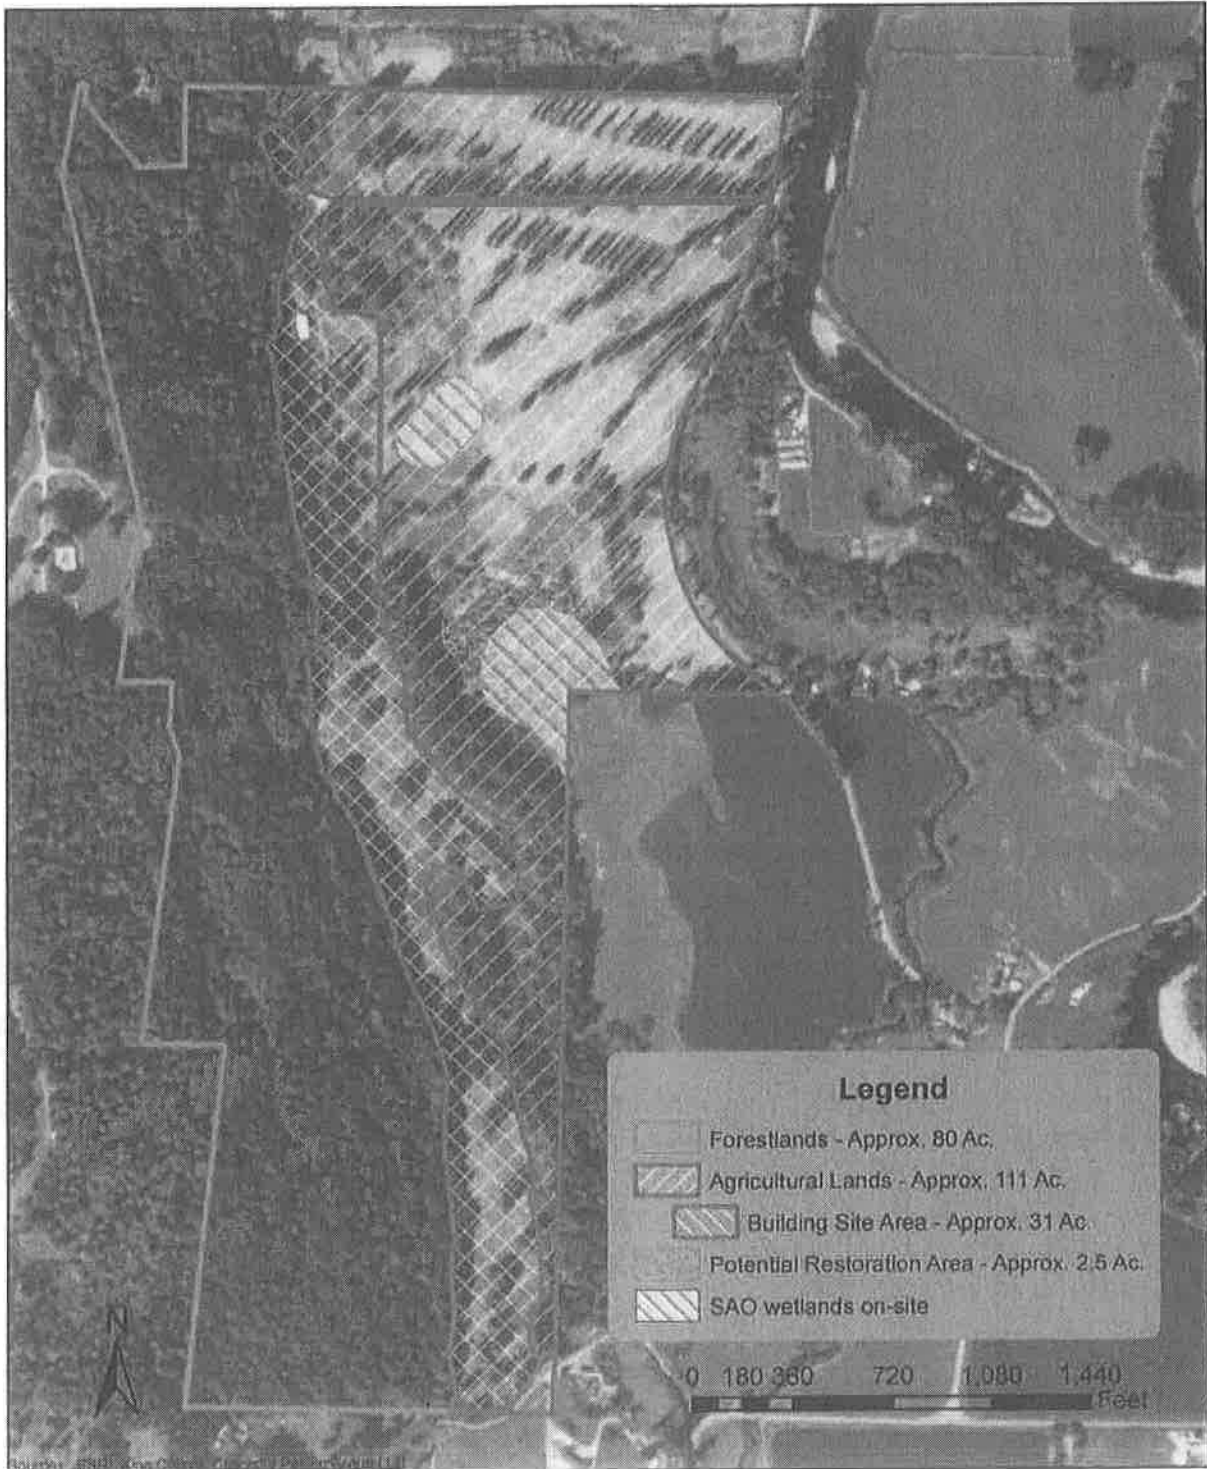 Legend
Forestlands - Approx. 80 Ac.
Agricultural Lands - Approx. 111 Ac.
Building Site Area - Approx. 31 Ac.
Potential Restoration Area - Approx. 2.5 Ac.
SAO wetlands on-site
N
0 180 360 720 1,080 1,440
Feet